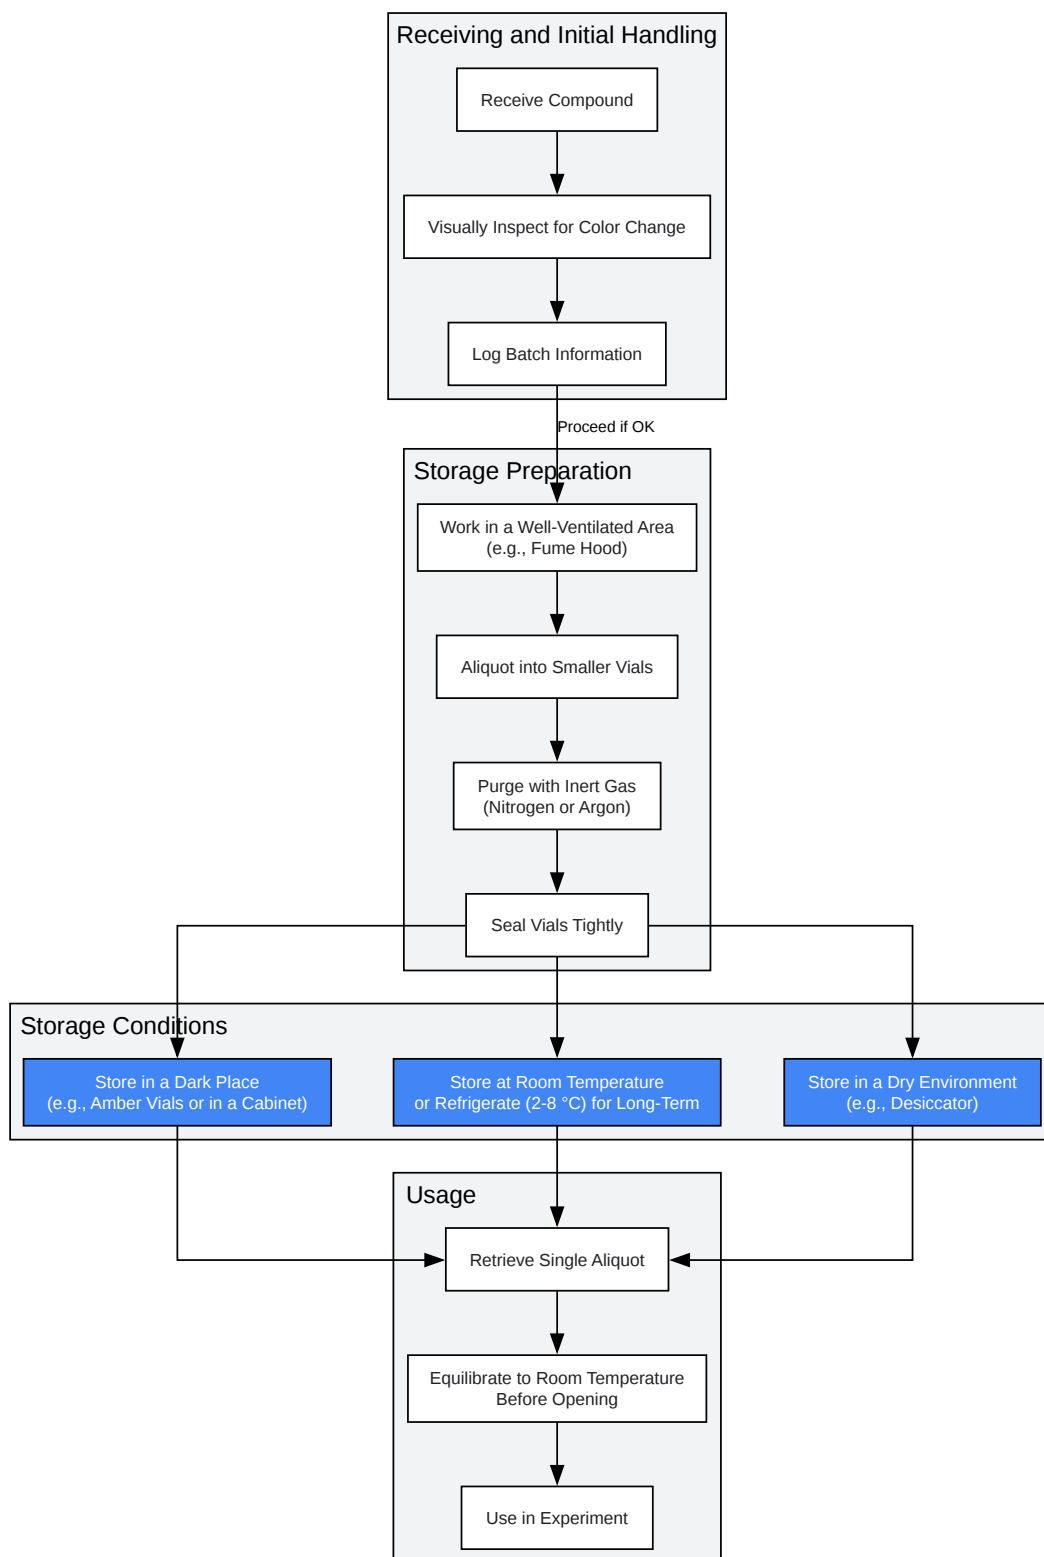 Receiving and Initial Handling
Receive Compound
Visually Inspect for Color Change
Log Batch Information
Proceed if OK
Storage Preparation
Work in a Well-Ventilated Area
(e.g., Fume Hood)
Aliquot into Smaller Vials
Purge with Inert Gas
(Nitrogen or Argon)
Seal Vials Tightly
Storage Conditions
Store in a Dark Place
(e.g., Amber Vials or in a Cabinet)
Store at Room Temperature
or Refrigerate (2-8 °C) for Long-Term
Store in a Dry Environment
(e.g., Desiccator)
Usage
Retrieve Single Aliquot
Equilibrate to Room Temperature
Before Opening
Use in Experiment